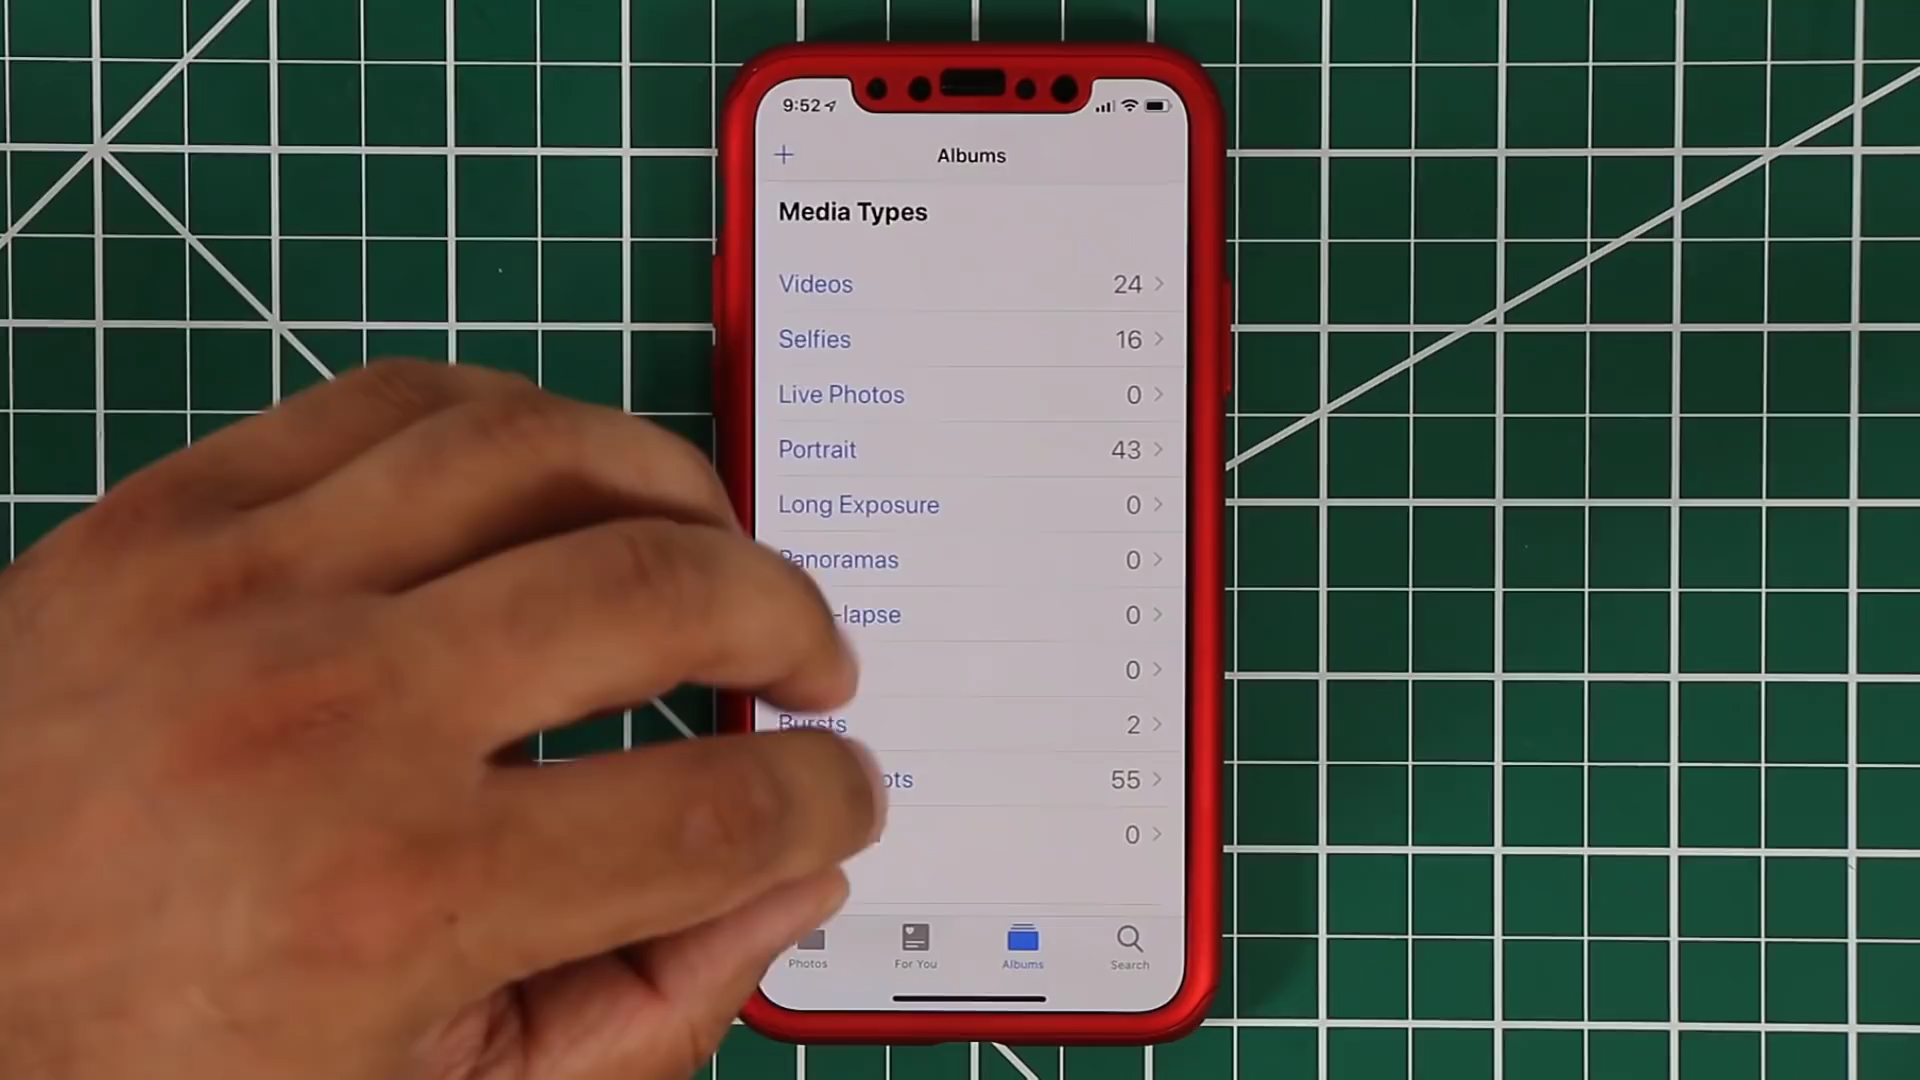 9:52
Albums
Media Types
Videos 24
Selfies 16
Live Photos 0
Portrait 43
Long Exposure 0
Panoramas 0
-lapse 0
0
Bursts 2
ots 55
0
Photos For You Albums Search